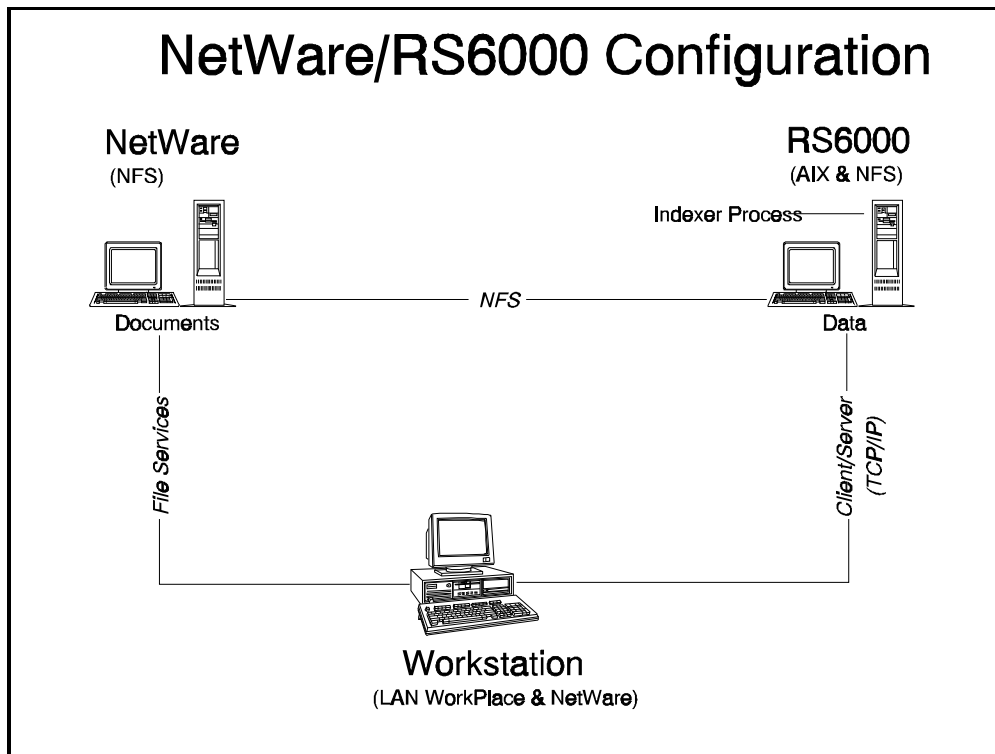 NetWare/RS6000 Configuration
NetWare
(NFS)
RS6000
(AIX & NFS)
Indexer Process
NFS
Documents
Data
File Services
Client/Server
(TCP/IP)
Workstation
(LAN WorkPlace & NetWare)